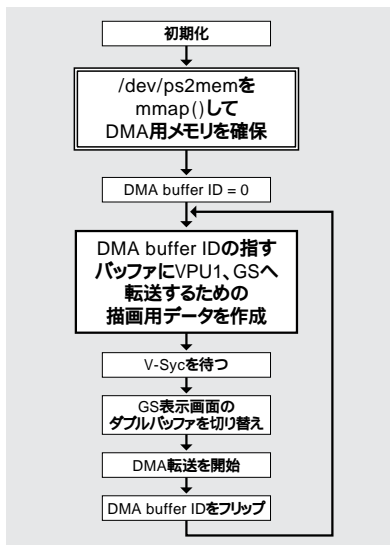 初期化
/dev/ps2memを
mmap()して
DMA用メモリを確保
DMA buffer ID = 0
DMA buffer IDの指す
バッファにVPU1、GSへ
転送するための
描画用データを作成
V-Sycを待つ
GS表示画面の
ダブルバッファを切り替え
DMA転送を開始
DMA buffer IDをフリップ